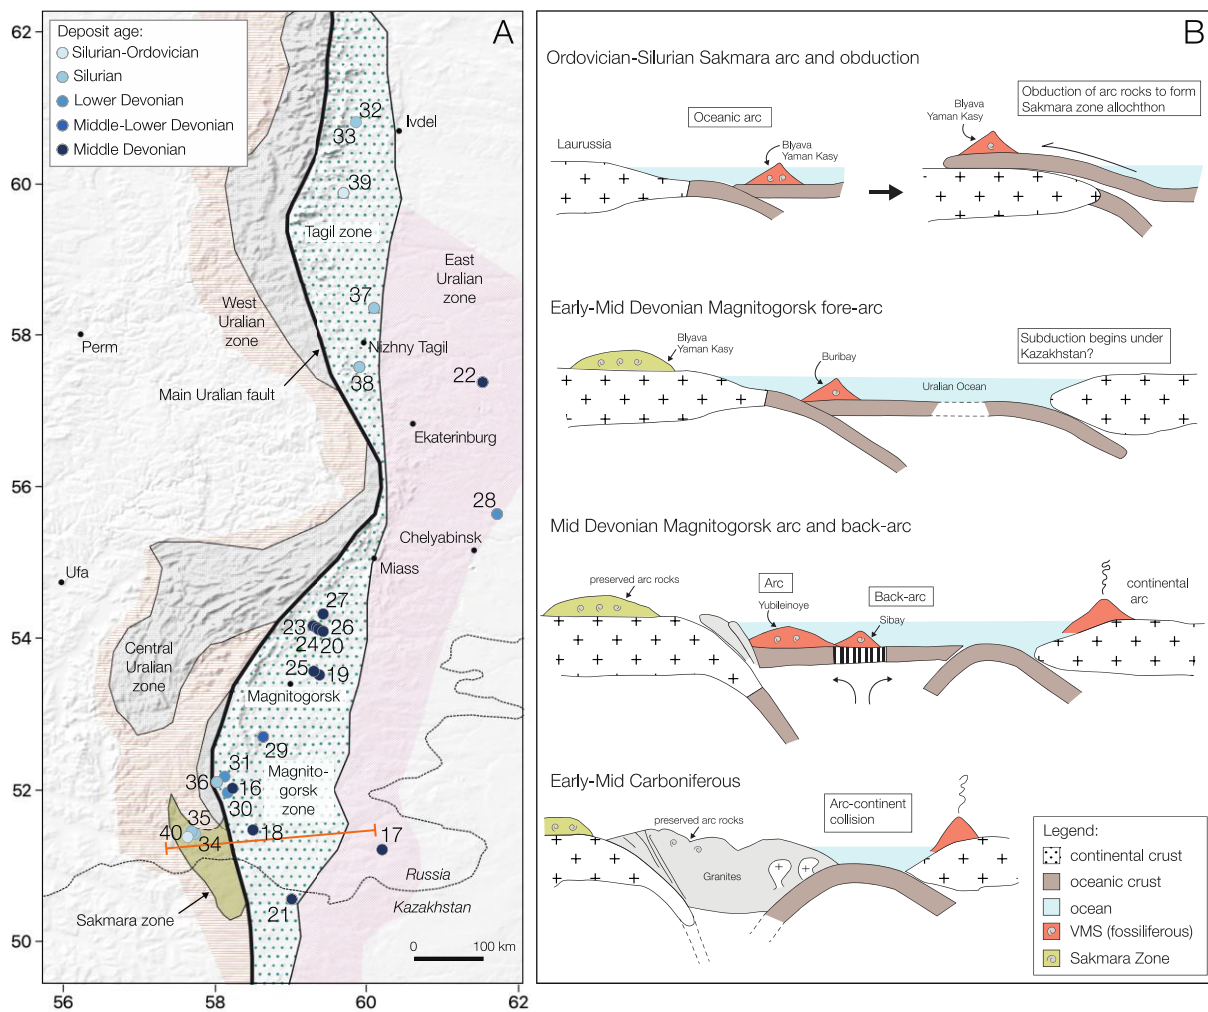 A
Deposit age:
Silurian-Ordovician
Silurian
Lower Devonian
Middle-Lower Devonian
Middle Devonian
62
60
58
56
54
52
50
56
58
60
62
32
33
Ivdel
39
Tagil zone
East
Uralian
zone
37
West
Uralian
zone
Perm
Nizhny Tagil
38
22
Main Uralian fault
Ekaterinburg
28
Chelyabinsk
Miass
Ufa
27
23
26
24
20
25
19
Central
Uralian
zone
Magnitogorsk
29
31
36
16
Magnito-
gorsk
zone
30
35
40
34
18
17
Russia
Kazakhstan
Sakmara zone
21
0
100 km
B
Ordovician-Silurian Sakmara arc and obduction
Oceanic arc
Laurussia
Blyava
Yaman Kasy
Blyava
Yaman Kasy
Obduction of arc rocks to form
Sakmara zone allochthon
Early-Mid Devonian Magnitogorsk fore-arc
Blyava
Yaman Kasy
Buribay
Uralian Ocean
Subduction begins under
Kazakhstan?
Mid Devonian Magnitogorsk arc and back-arc
preserved arc rocks
Arc
Yubileinoye
Back-arc
Sibay
continental
arc
Early-Mid Carboniferous
preserved arc rocks
Granites
Arc-continent
collision
Legend:
continental crust
oceanic crust
ocean
VMS (fossiliferous)
Sakmara Zone